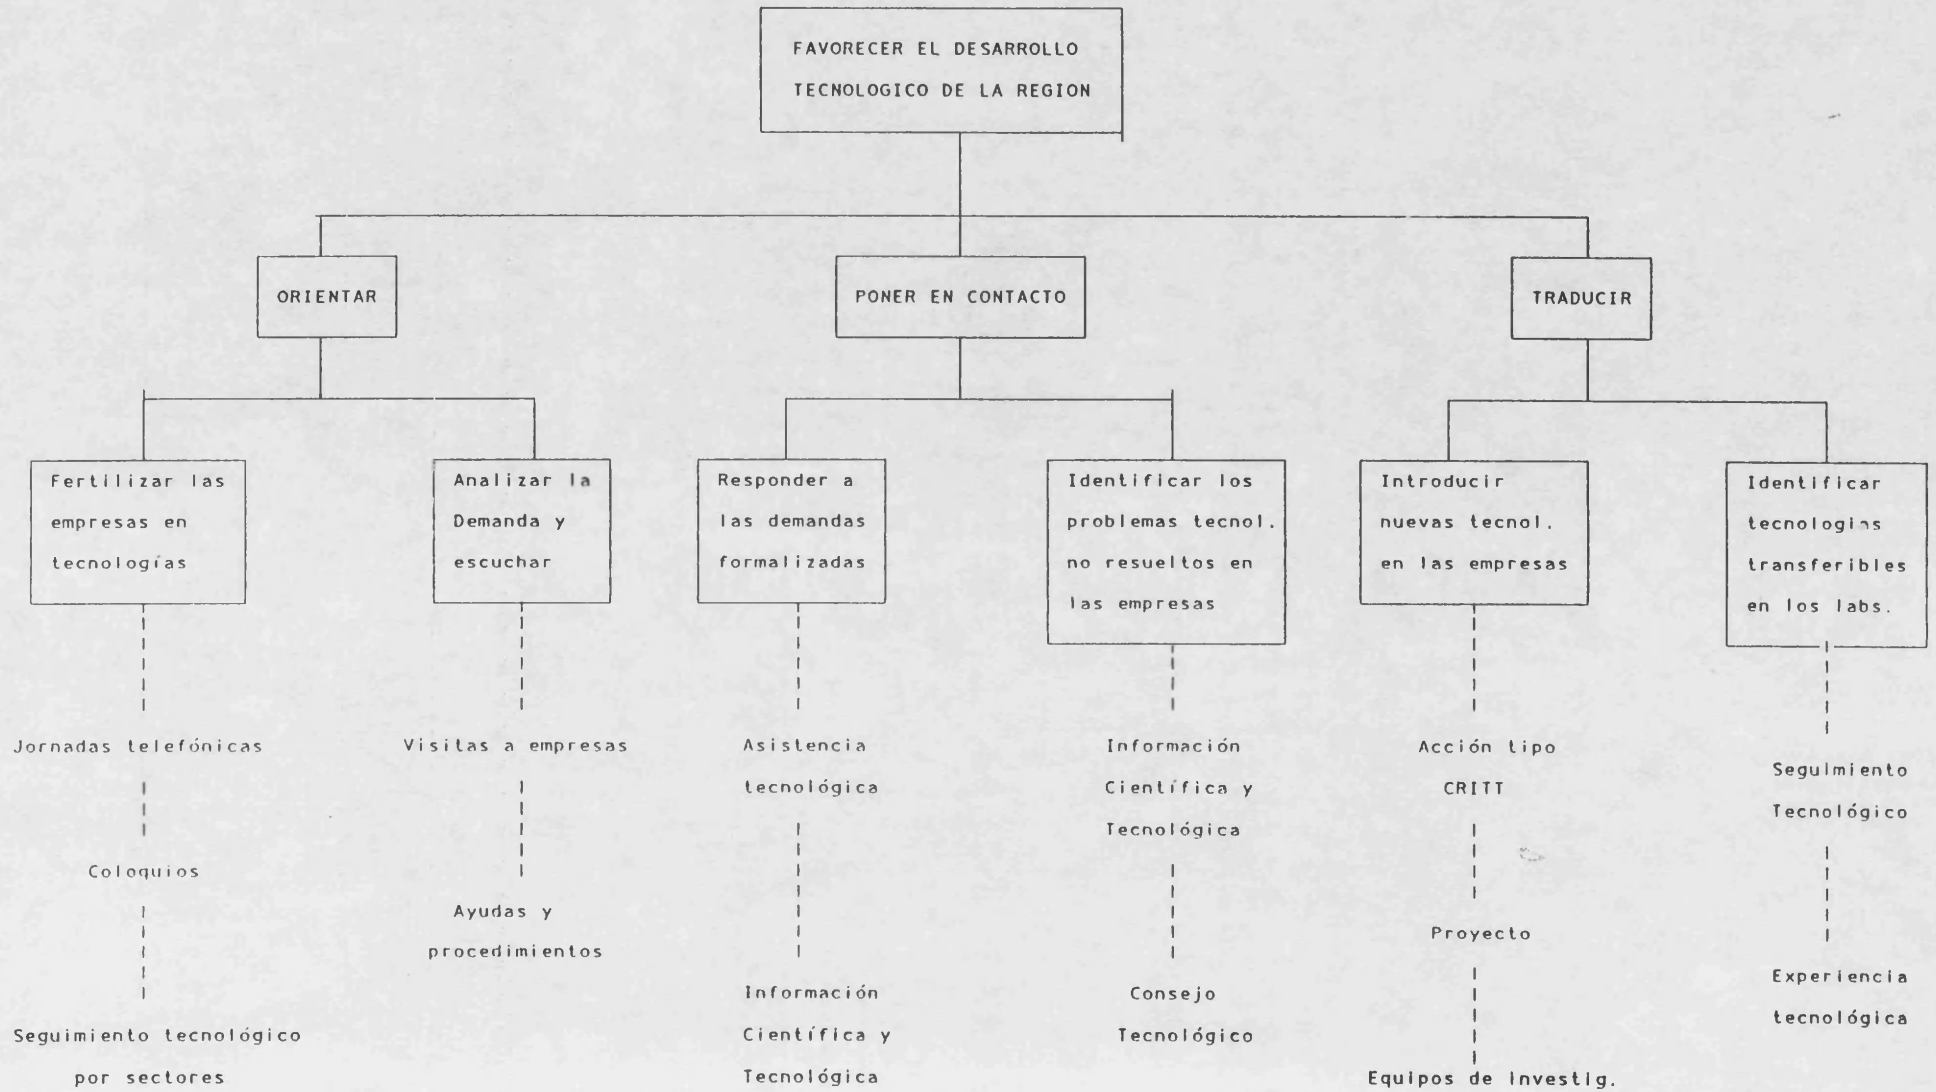 FAVORECER EL DESARROLLO
TECNOLOGICO DE LA REGION
ORIENTAR
PONER EN CONTACTO
TRADUCIR
Fertilizar las
empresas en
tecnologías
Analizar la
Demanda y
escuchar
Responder a
las demandas
formalizadas
Identificar los
problemas tecnol.
no resueltos en
las empresas
Introducir
nuevas tecnol.
en las empresas
Identificar
tecnologias
transferibles
en los labs.
Jornadas telefónicas
Coloquios
Seguimiento tecnológico
por sectores
Visitas a empresas
Ayudas y
procedimientos
Asistencia
tecnológica
Información
Científica y
Tecnológica
Información
Científica y
Tecnológica
Consejo
Tecnológico
Acción tipo
CRITT
Proyecto
Equipos de investig.
Seguimiento
Tecnológico
Experiencia
tecnológica